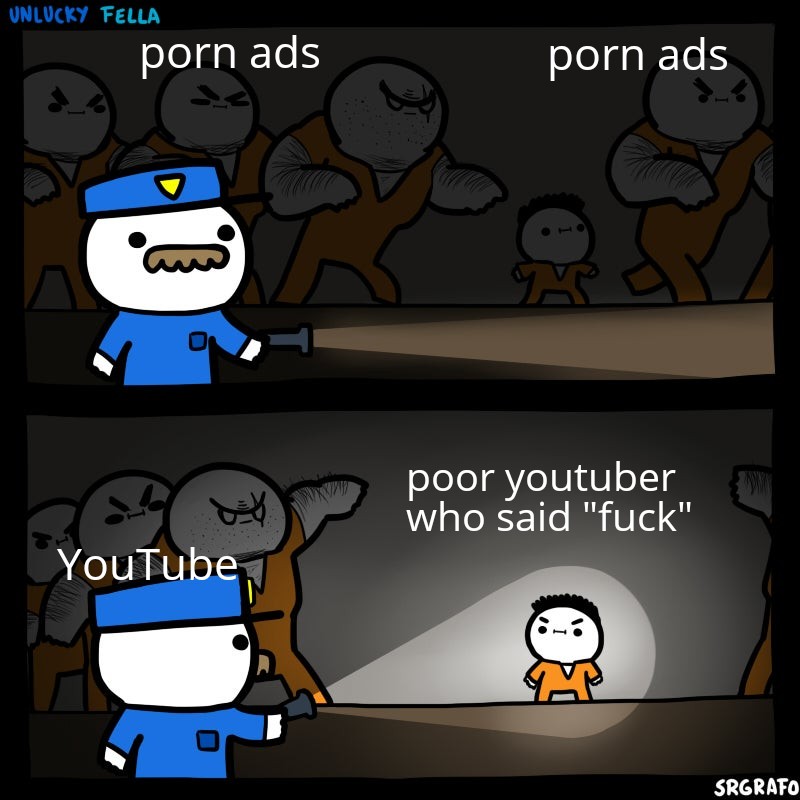 UNLUCKY FELLA
porn ads
porn ads
poor youtuber
who said "fuck"
YouTube
SRGRAFO